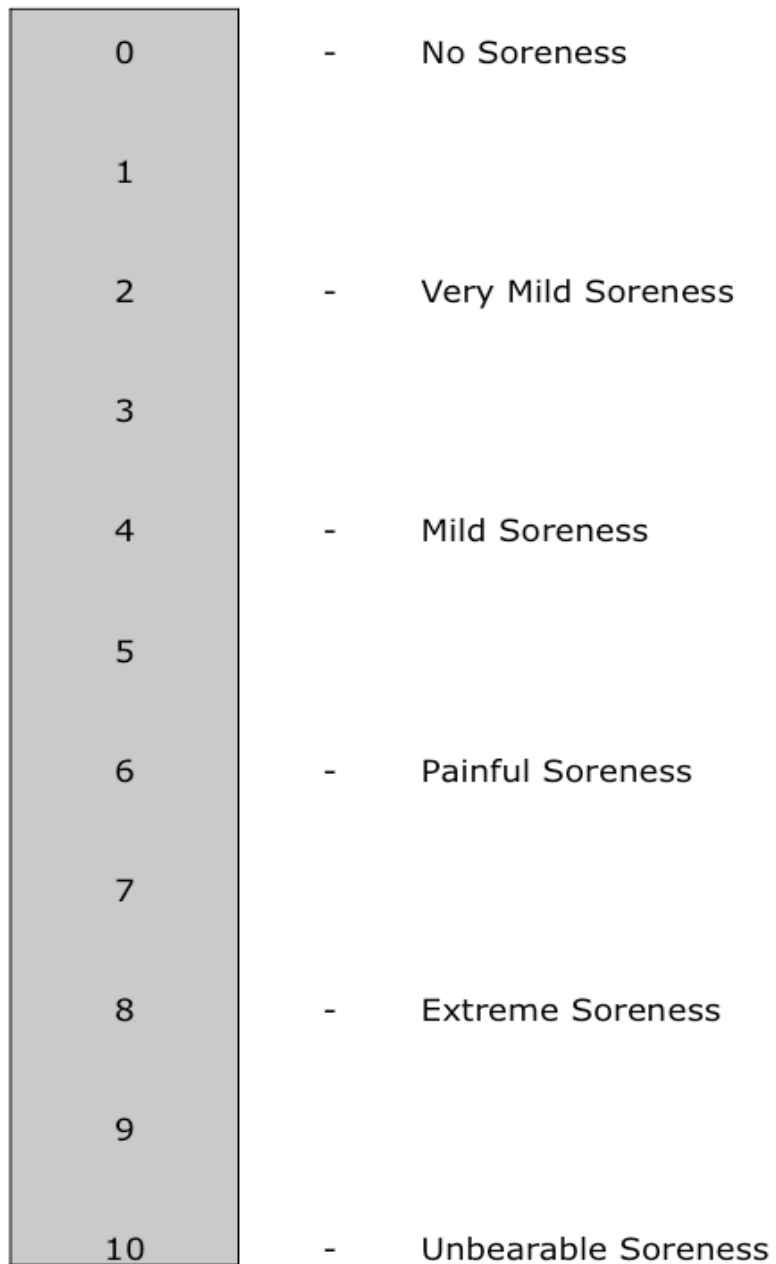 0 - No Soreness
1
2 - Very Mild Soreness
3
4 - Mild Soreness
5
6 - Painful Soreness
7
8 - Extreme Soreness
9
10 - Unbearable Soreness